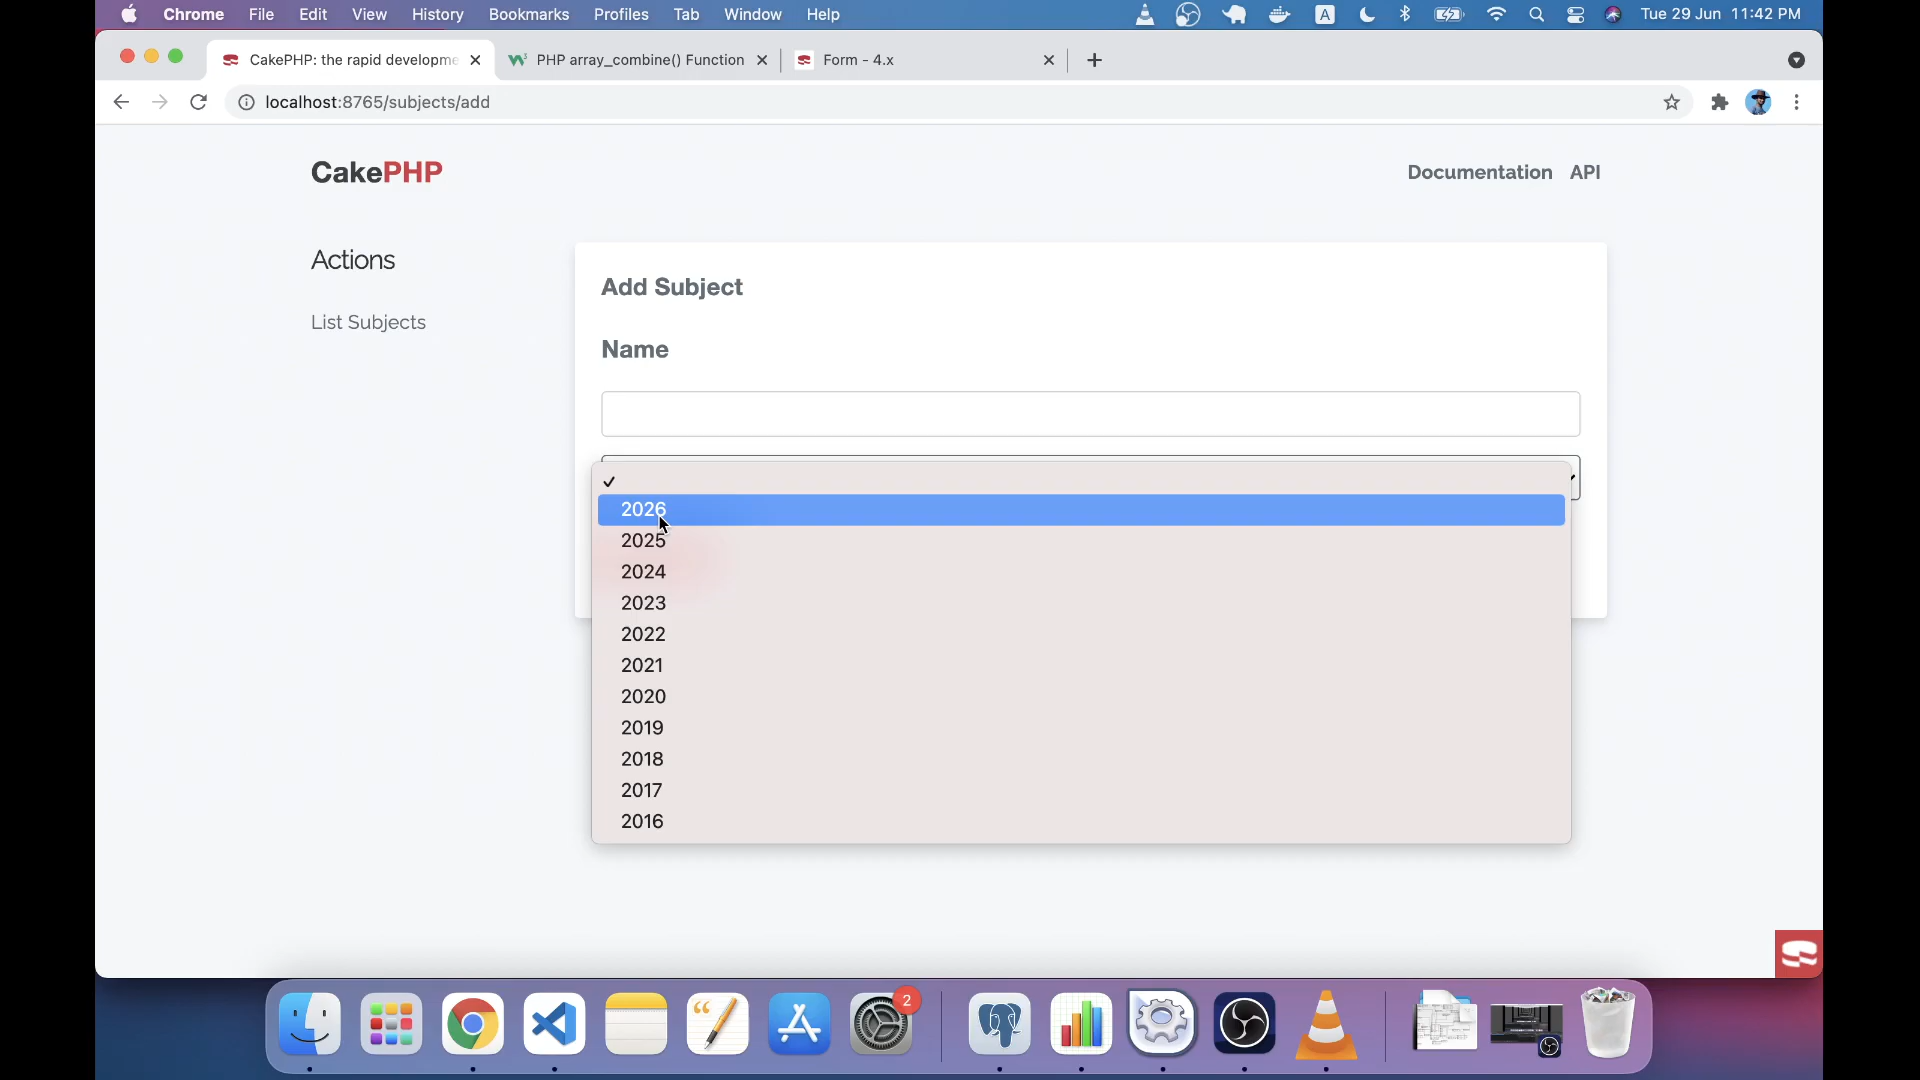 Chrome File Edit View History Bookmarks Profiles Tab Window Help A Tue 29 Jun 11:42 PM
CakePHP: the rapid developme PHP array_combine() Function Form - 4.x
localhost:8765/subjects/add
CakePHP Documentation API
Actions
List Subjects
Add Subject
Name
2026
2025
2024
2023
2022
2021
2020
2019
2018
2017
2016
2